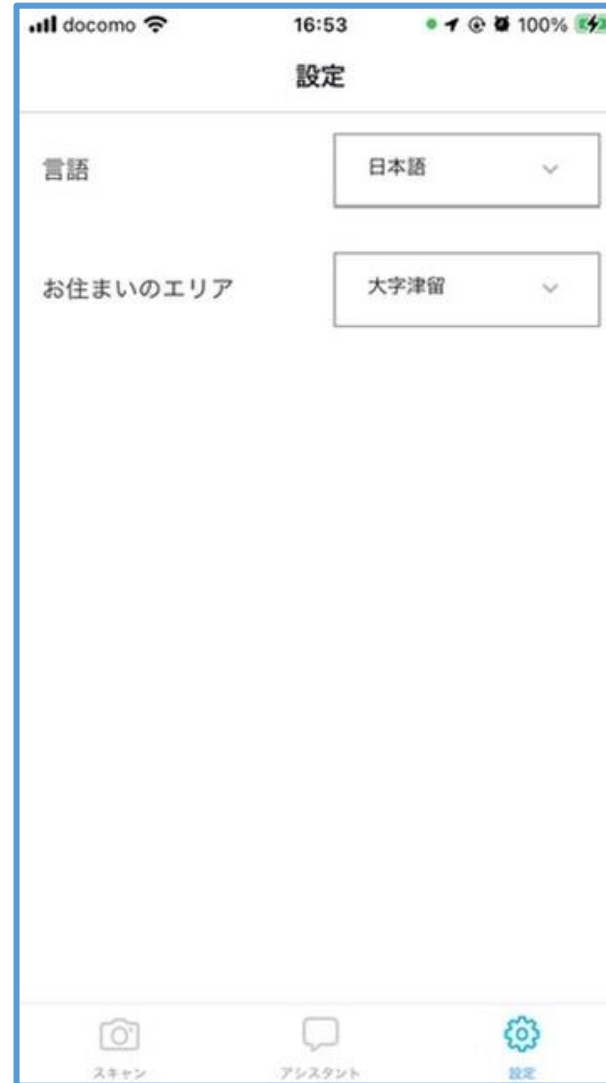 docomo 16:53 100%
設定
言語 日本語
お住まいのエリア 大字津留
スキャン アシスタント 設定